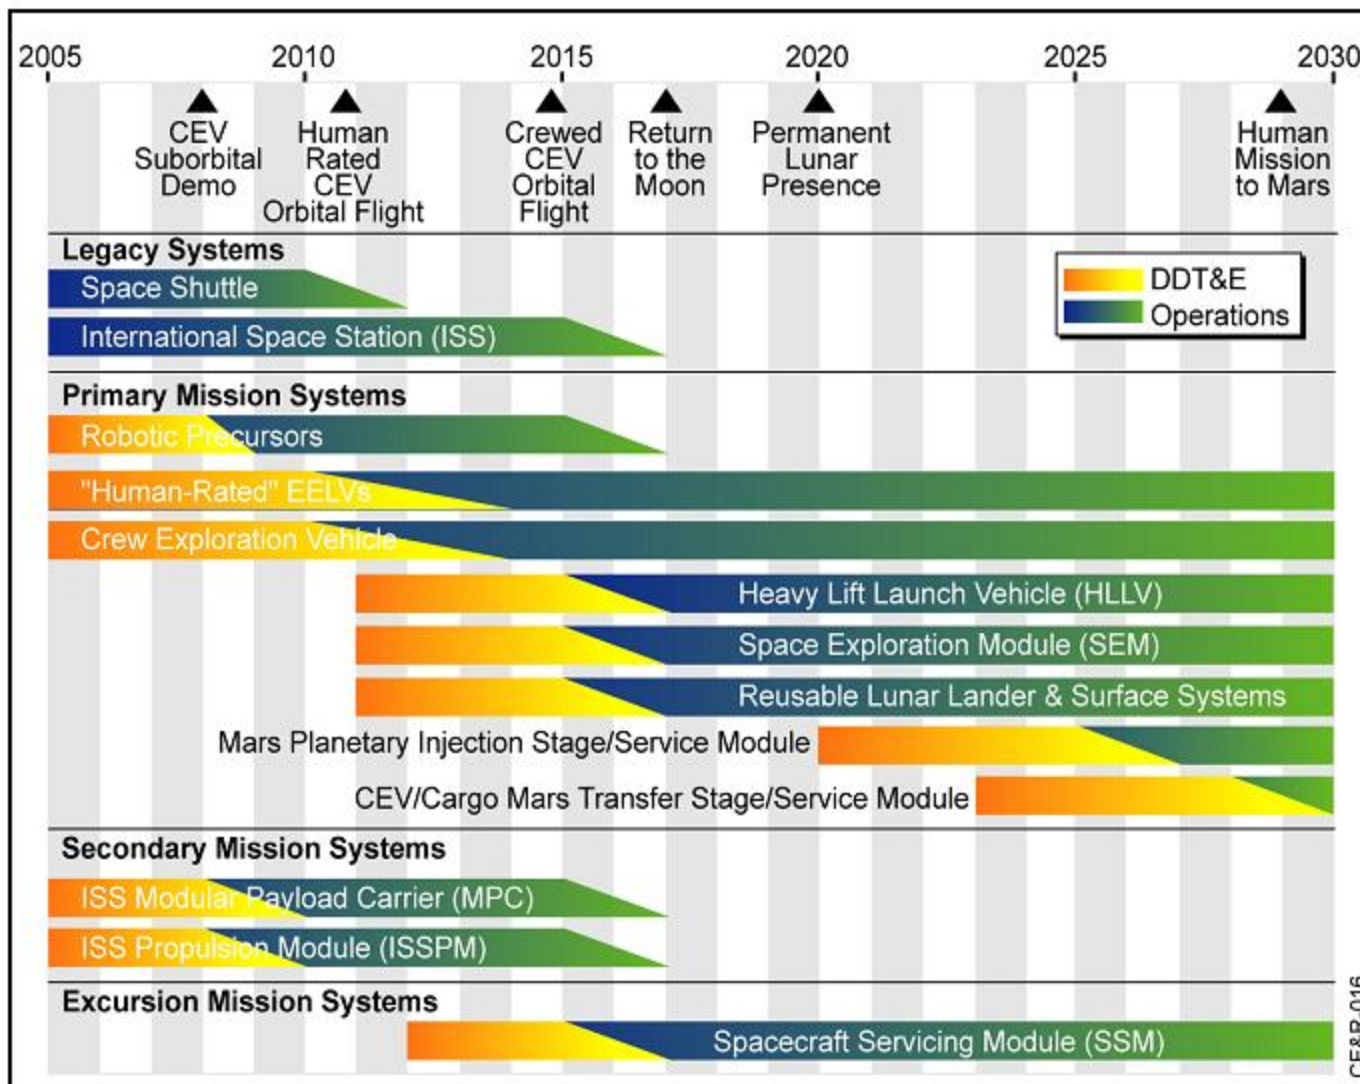 2005 2010 2015 2020 2025 2030
CEV
Suborbital
Demo
Human
Rated
CEV
Orbital Flight
Crewed
CEV
Orbital
Flight
Return
to the
Moon
Permanent
Lunar
Presence
Human
Mission
to Mars
Legacy Systems
Space Shuttle
International Space Station (ISS)
DDT&E
Operations
Primary Mission Systems
Robotic Precursors
"Human-Rated" EELVs
Crew Exploration Vehicle
Heavy Lift Launch Vehicle (HLLV)
Space Exploration Module (SEM)
Reusable Lunar Lander & Surface Systems
Mars Planetary Injection Stage/Service Module
CEV/Cargo Mars Transfer Stage/Service Module
Secondary Mission Systems
ISS Modular Payload Carrier (MPC)
ISS Propulsion Module (ISSPM)
Excursion Mission Systems
Spacecraft Servicing Module (SSM)
CE&R-016